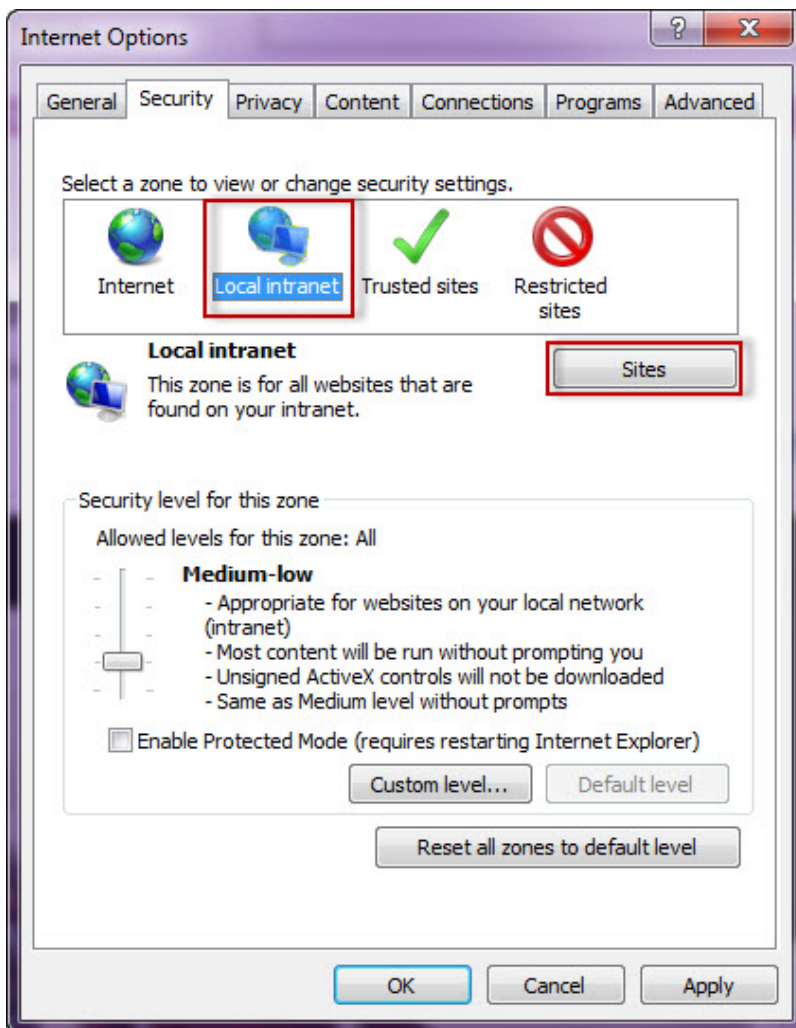 Internet Options
?
General Security Privacy Content Connections Programs Advanced
Select a zone to view or change security settings.
Internet Local intranet Trusted sites Restricted
sites
Local intranet
Sites
This zone is for all websites that are
found on your intranet.
Security level for this zone
Allowed levels for this zone: All
Medium-low
- Appropriate for websites on your local network
(intranet)
- Most content will be run without prompting you
- Unsigned ActiveX controls will not be downloaded
- Same as Medium level without prompts
Enable Protected Mode (requires restarting Internet Explorer)
Custom level... Default level
Reset all zones to default level
OK Cancel Apply